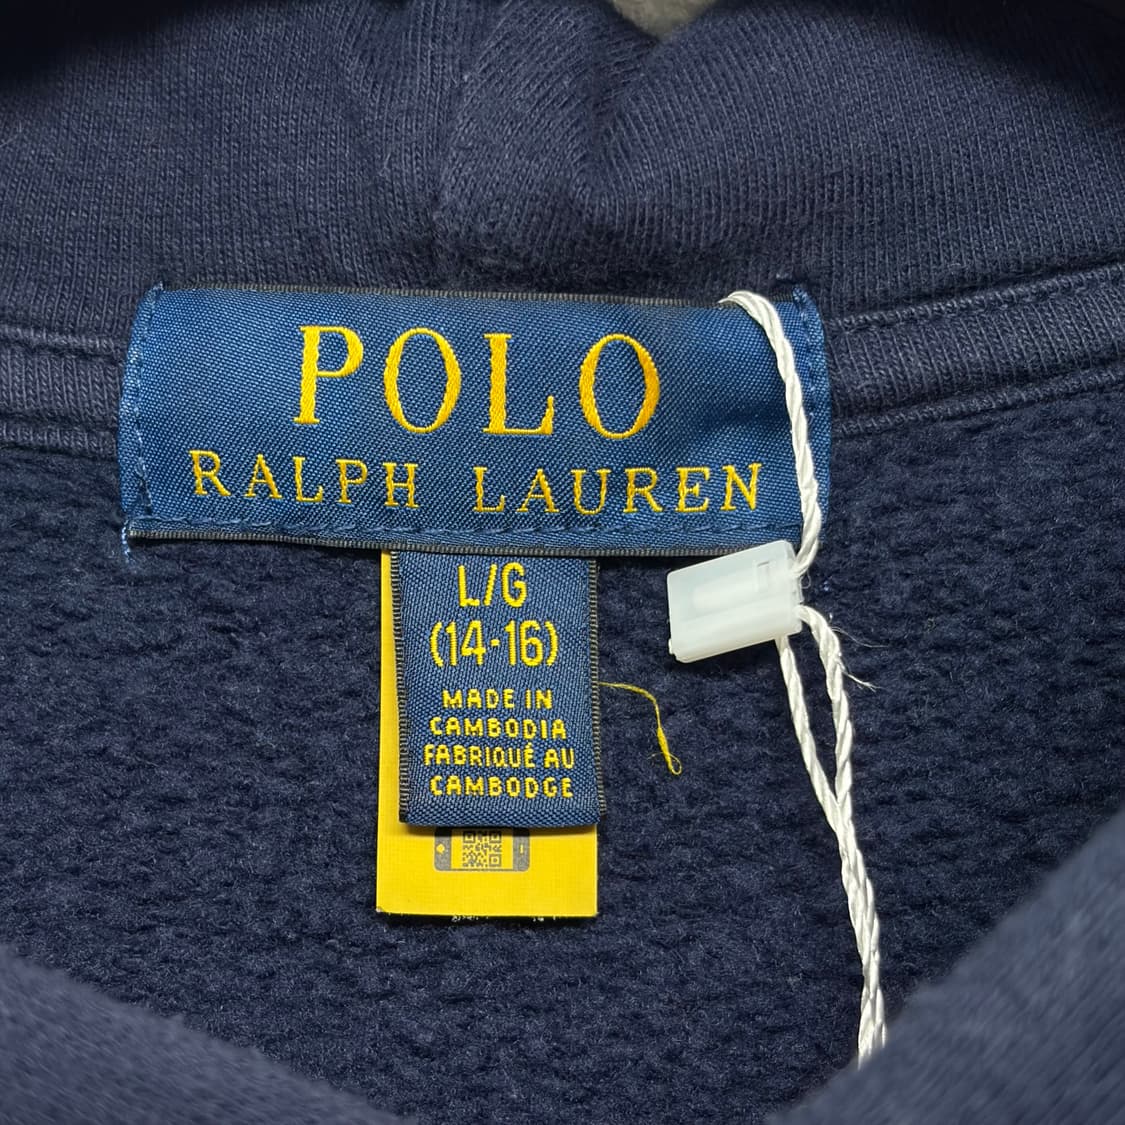 POLO
RALPH LAUREN
L/G
(14-16)
MADE IN
CAMBODIA
FABRIQUÉ AU
CAMBODGE